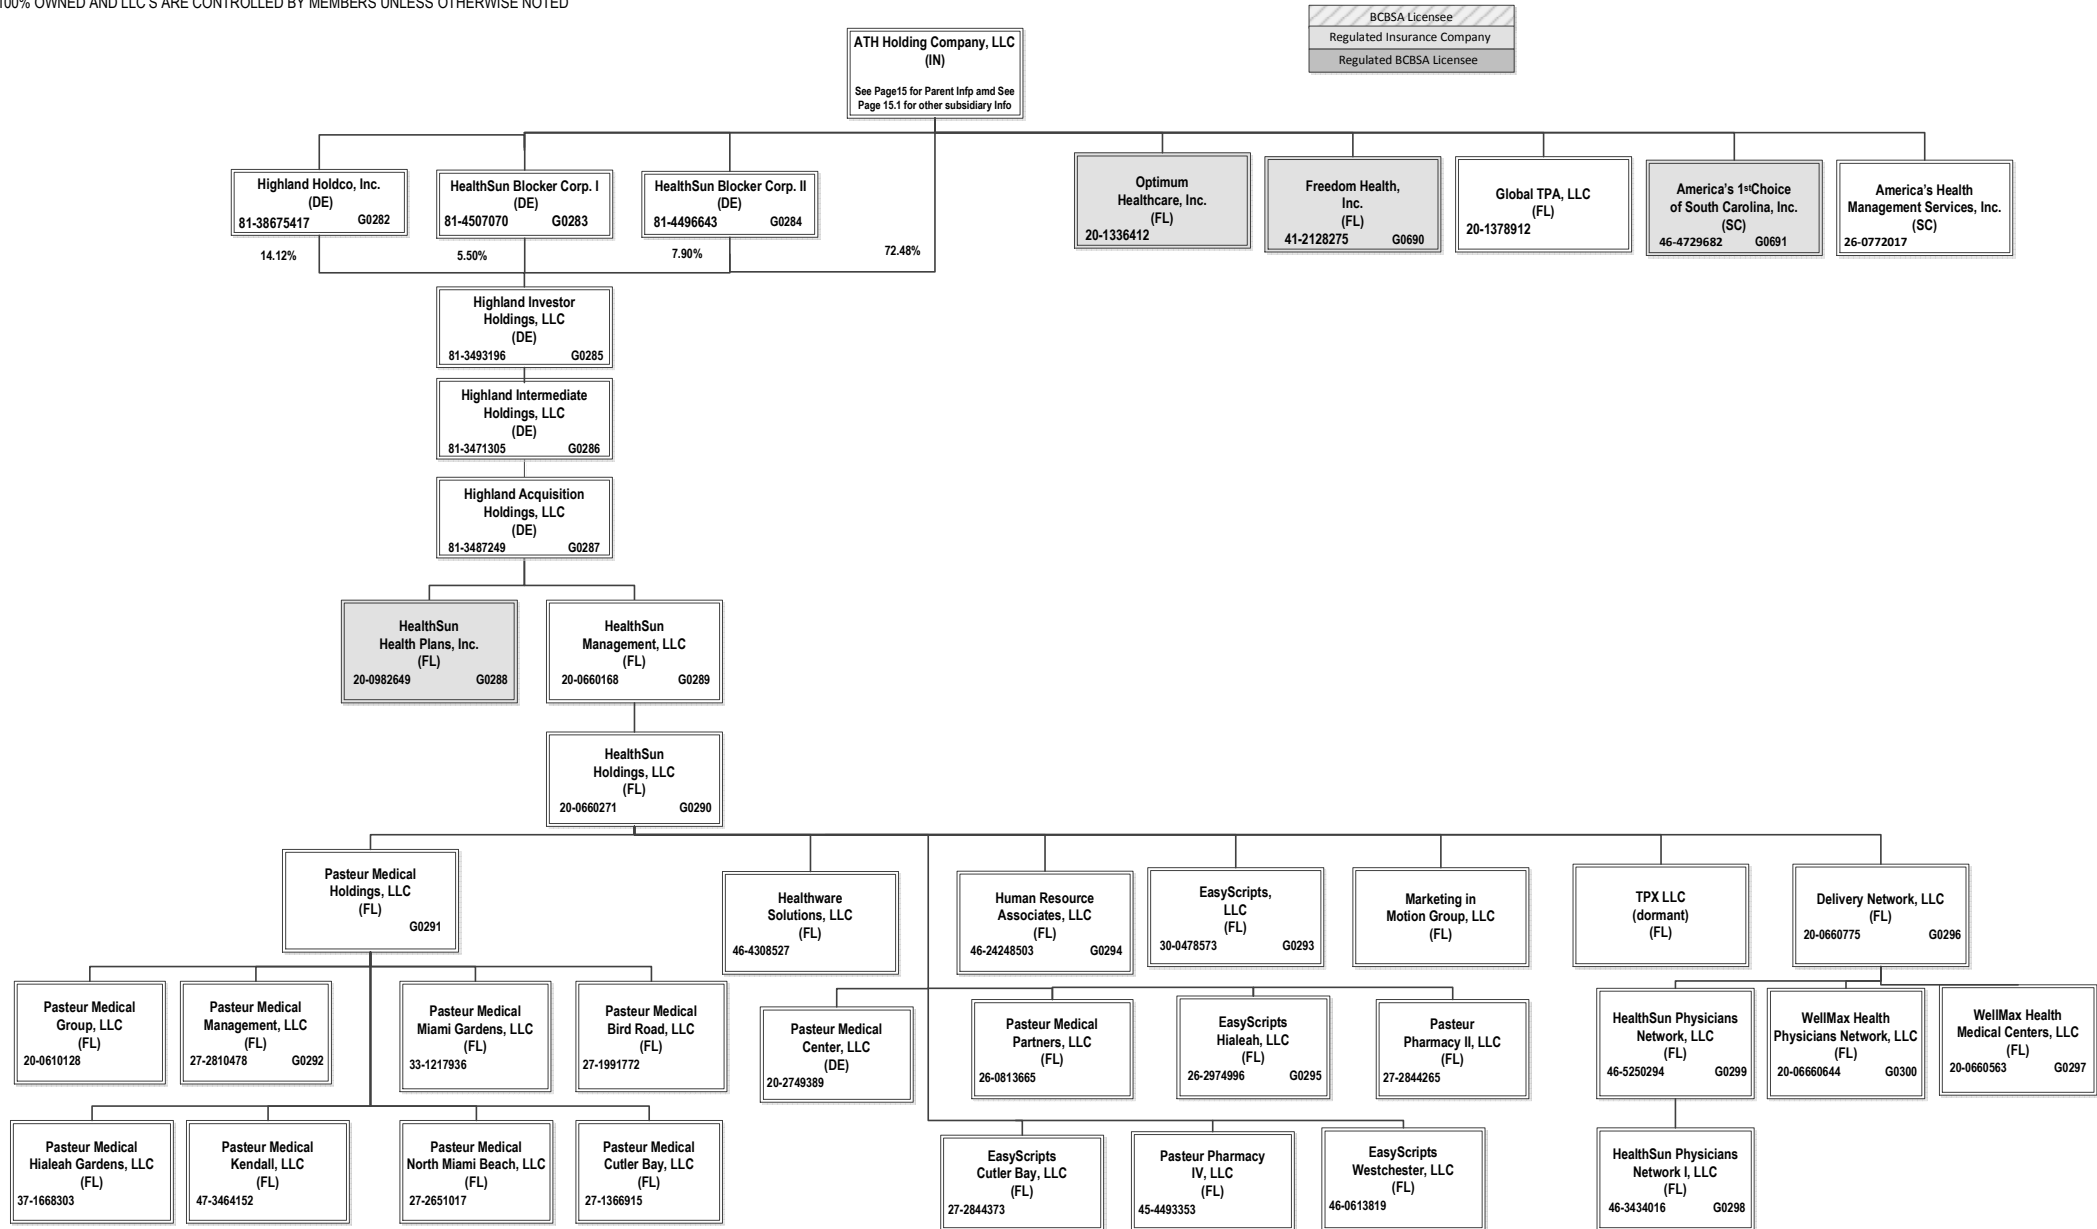 100% OWNED AND LLC'S ARE CONTROLLED BY MEMBERS UNLESS OTHERWISE NOTED
BCBSA Licensee
Regulated Insurance Company
Regulated BCBSA Licensee
ATH Holding Company, LLC
(IN)
See Page15 for Parent Infp amd See
Page 15.1 for other subsidiary Info
Highland Holdco, Inc.
(DE)
81-38675417 G0282
HealthSun Blocker Corp. I
(DE)
81-4507070 G0283
HealthSun Blocker Corp. II
(DE)
81-4496643 G0284
Optimum
Healthcare, Inc.
(FL)
20-1336412
Freedom Health,
Inc.
(FL)
41-2128275 G0690
Global TPA, LLC
(FL)
20-1378912
America's 1stChoice
of South Carolina, Inc.
(SC)
46-4729682 G0691
America's Health
Management Services, Inc.
(SC)
26-0772017
14.12%
5.50%
7.90%
72.48%
Highland Investor
Holdings, LLC
(DE)
81-3493196 G0285
Highland Intermediate
Holdings, LLC
(DE)
81-3471305 G0286
Highland Acquisition
Holdings, LLC
(DE)
81-3487249 G0287
HealthSun
Health Plans, Inc.
(FL)
20-0982649 G0288
HealthSun
Management, LLC
(FL)
20-0660168 G0289
HealthSun
Holdings, LLC
(FL)
20-0660271 G0290
Pasteur Medical
Holdings, LLC
(FL)
G0291
Healthware
Solutions, LLC
(FL)
46-4308527
Human Resource
Associates, LLC
(FL)
46-24248503 G0294
EasyScripts,
LLC
(FL)
30-0478573 G0293
Marketing in
Motion Group, LLC
(FL)
TPX LLC
(dormant)
(FL)
Delivery Network, LLC
(FL)
20-0660775 G0296
Pasteur Medical
Group, LLC
(FL)
20-0610128
Pasteur Medical
Management, LLC
(FL)
27-2810478 G0292
Pasteur Medical
Miami Gardens, LLC
(FL)
33-1217936
Pasteur Medical
Bird Road, LLC
(FL)
27-1991772
Pasteur Medical
Center, LLC
(DE)
20-2749389
Pasteur Medical
Partners, LLC
(FL)
26-0813665
EasyScripts
Hialeah, LLC
(FL)
26-2974996 G0295
Pasteur
Pharmacy II, LLC
(FL)
27-2844265
HealthSun Physicians
Network, LLC
(FL)
46-5250294 G0299
WellMax Health
Physicians Network, LLC
(FL)
20-06660644 G0300
WellMax Health
Medical Centers, LLC
(FL)
20-0660563 G0297
Pasteur Medical
Hialeah Gardens, LLC
(FL)
37-1668303
Pasteur Medical
Kendall, LLC
(FL)
47-3464152
Pasteur Medical
North Miami Beach, LLC
(FL)
27-2651017
Pasteur Medical
Cutler Bay, LLC
(FL)
27-1366915
EasyScripts
Cutler Bay, LLC
(FL)
27-2844373
Pasteur Pharmacy
IV, LLC
(FL)
45-4493353
EasyScripts
Westchester, LLC
(FL)
46-0613819
HealthSun Physicians
Network I, LLC
(FL)
46-3434016 G0298